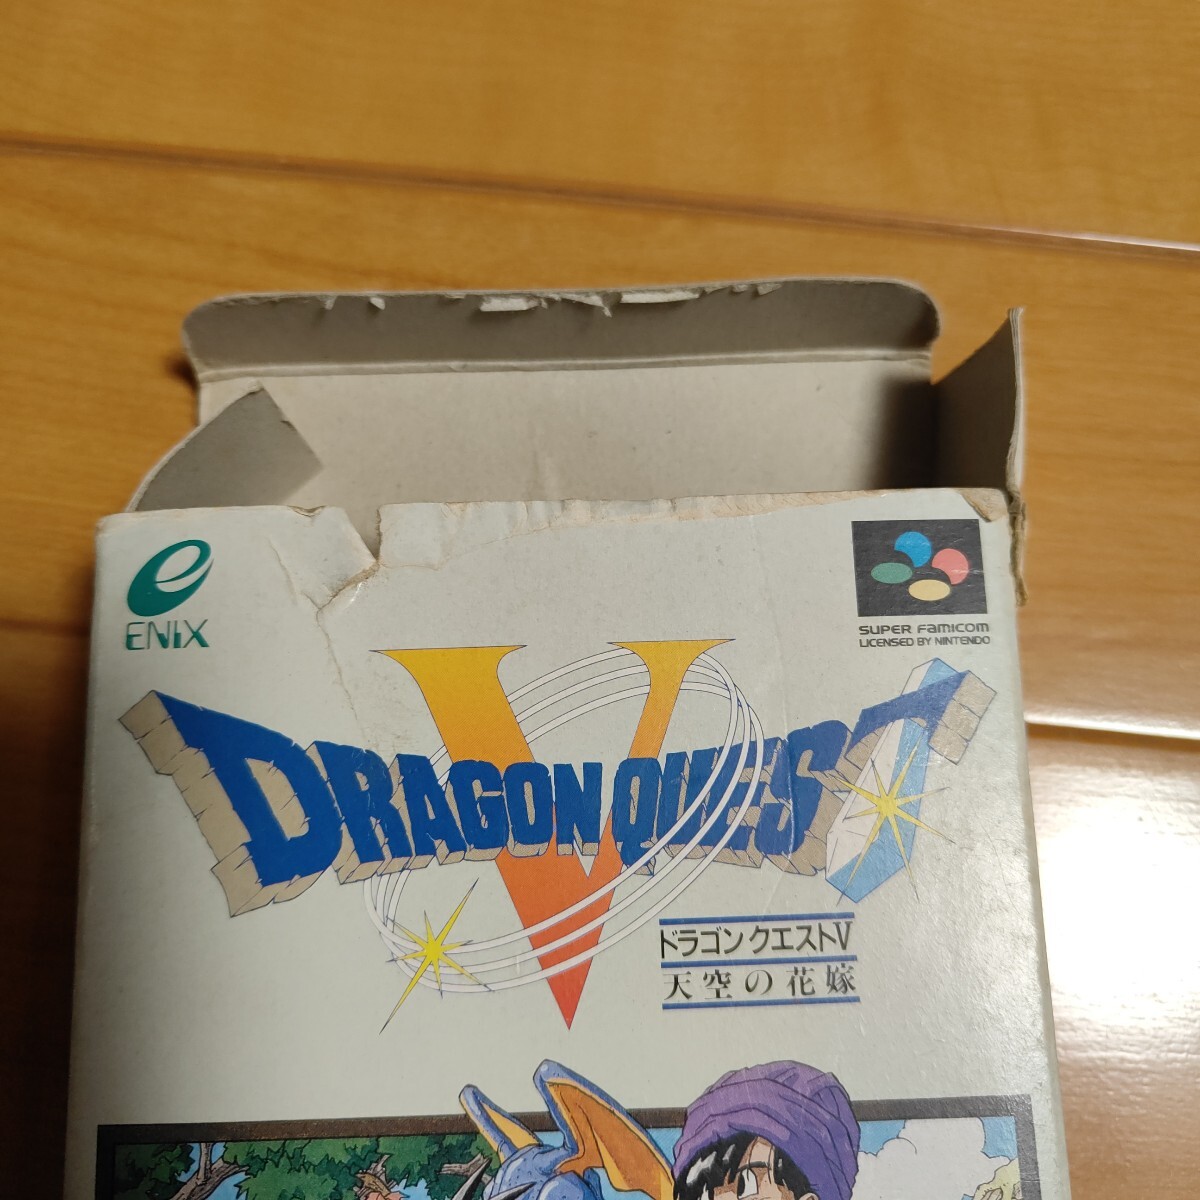 ENIX
SUPER FAMICOM
LICENSED BY NINTENDO
V
DRAGON QUEST
ドラゴンクエストV
天空の花嫁